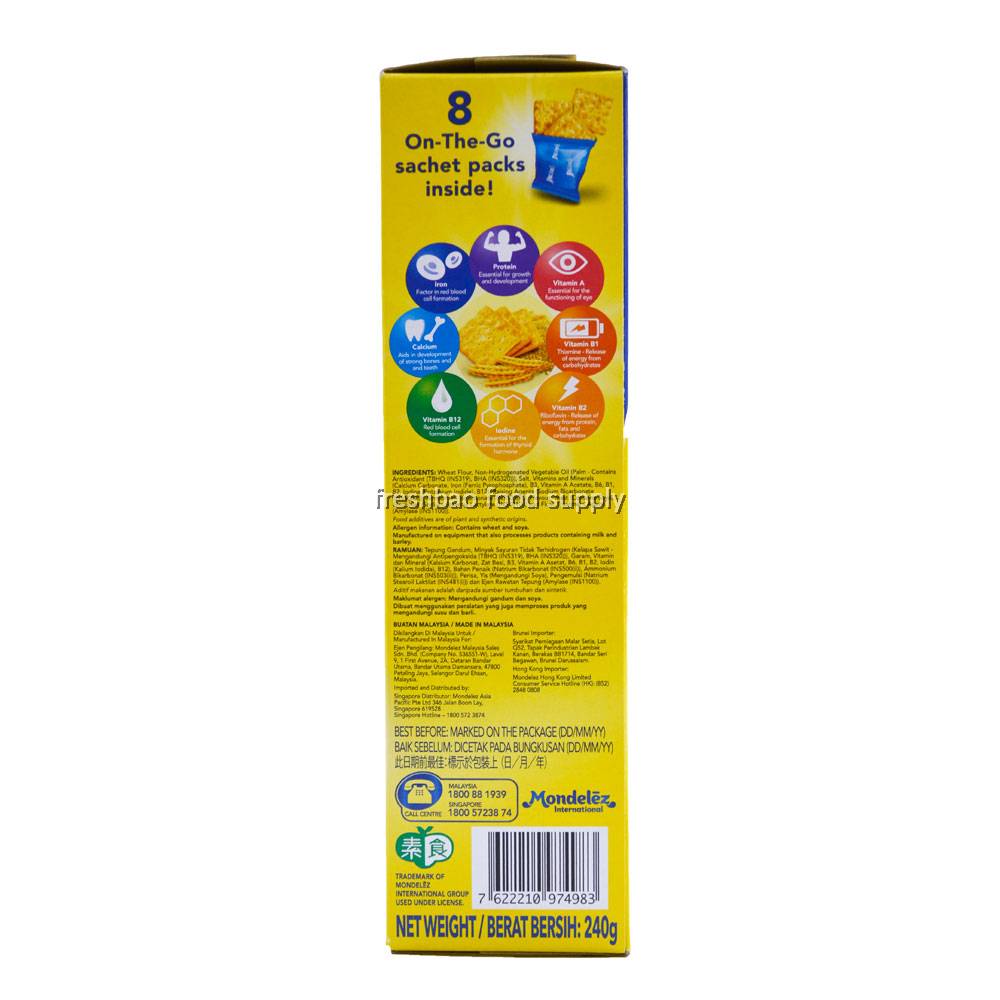 8
On-The-Go
sachet packs
inside!
Protein
Essential for growth
and development
Iron
Factor in red blood
cell formation
Vitamin A
Essential for the
functioning of eye
Calcium
Aids in development
of strong bones and
and teeth
Vitamin B1
Thiamine - Release
of energy from
carbohydrates
Vitamin B12
Red blood cell
formation
Iodine
Essential for the
formation of thyroid
hormone
Vitamin B2
Riboflavin - Release of
energy from protein,
fats and
carbohydrates
INGREDIENTS: Wheat Flour, Non-Hydrogenated Vegetable Oil (Palm - Contains
Antioxidant (TBHQ (INS319), BHA (INS320)), Salt, Vitamins and Minerals
(Calcium Carbonate, Iron (Ferric Pyrophosphate), B3, Vitamin A Acetate, B6, B1,
freshbao food supply
(Amylase (INS1100)).
Food additives are of plant and synthetic origins.
Allergen information: Contains wheat and soya.
Manufactured on equipment that also processes products containing milk and
barley.
RAMUAN: Tepung Gandum, Minyak Sayuran Tidak Terhidrogen (Kelapa Sawit -
Mengandungi Antipengoksida (TBHQ (INS319), BHA (INS320)), Garam, Vitamin
dan Mineral (Kalsium Karbonat, Zat Besi, B3, Vitamin A Asetat, B6, B1, B2, Iodin
(Kalium Iodida), B12), Bahan Penaik (Natrium Bikarbonat (INS500(ii)), Ammonium
Bikarbonat (INS503(ii)), Perisa, Yis (Mengandungi Soya), Pengemulsi (Natrium
Stearoil Laktilat (INS481(i)) dan Ejen Rawatan Tepung (Amylase (INS1100)).
Aditif makanan adalah daripada sumber tumbuhan dan sintetik
Maklumat alergen: Mengandungi gandum dan soya.
Dibuat menggunakan peralatan yang juga memproses produk yang
mengandungi susu dan barli.
BUATAN MALAYSIA / MADE IN MALAYSIA
Dikilangkan Di Malaysia Untuk /
Manufactured In Malaysia For:
Ejen Pengilang: Mondelez Malaysia Sales
Sdn. Bhd. (Company No. 536551-W), Level
9, 1 First Avenue, 2A, Dataran Bandar
Utama, Bandar Utama Damansara, 47800
Petaling Jaya, Selangor Darul Ehsan,
Malaysia.
Imported and Distributed by:
Singapore Distributor: Mondelez Asia
Pacific Pte Ltd 346 Jalan Boon Lay,
Singapore 619528
Singapore Hotline - 1800 572 3874
Brunei Importer:
Syarikat Perniagaan Malar Setia, Lot
Q52, Tapak Perindustrian Lambak
Kanan, Berakas BB1714, Bandar Seri
Begawan, Brunei Darussalam.
Hong Kong Importer:
Mondelez Hong Kong Limited
Consumer Service Hotline (HK): (852)
2848 0808
BEST BEFORE: MARKED ON THE PACKAGE (DD/MM/YY)
BAIK SEBELUM: DICETAK PADA BUNGKUSAN (DD/MM/YY)
此日期前最佳:標示於包裝上 (日/月/年)
CALL CENTRE
MALAYSIA
1800 88 1939
SINGAPORE
1800 57238 74
Mondelēz
International
素食
TRADEMARK OF
MONDELĒZ
INTERNATIONAL GROUP
USED UNDER LICENSE.
7 622210 974983
NET WEIGHT / BERAT BERSIH: 240g